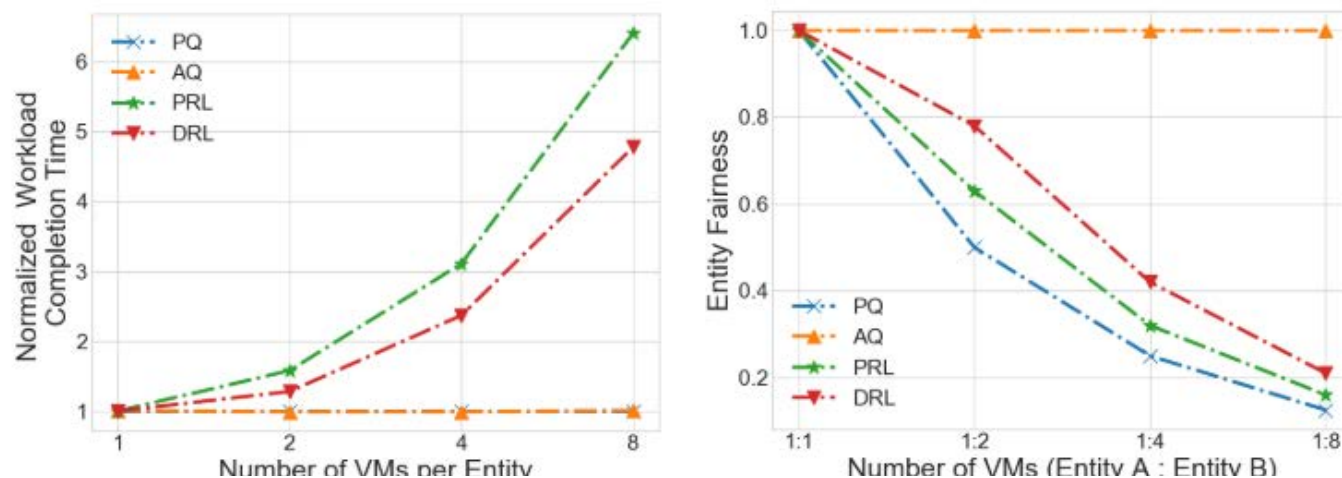 Normalized Workload
Completion Time
6
5
4
3
2
1
PQ
AQ
PRL
DRL
1
2
4
8
Number of VMs per Entity
Entity Fairness
1.0
0.8
0.6
0.4
0.2
PQ
AQ
PRL
DRL
1:1
1:2
1:4
1:8
Number of VMs (Entity A : Entity B)